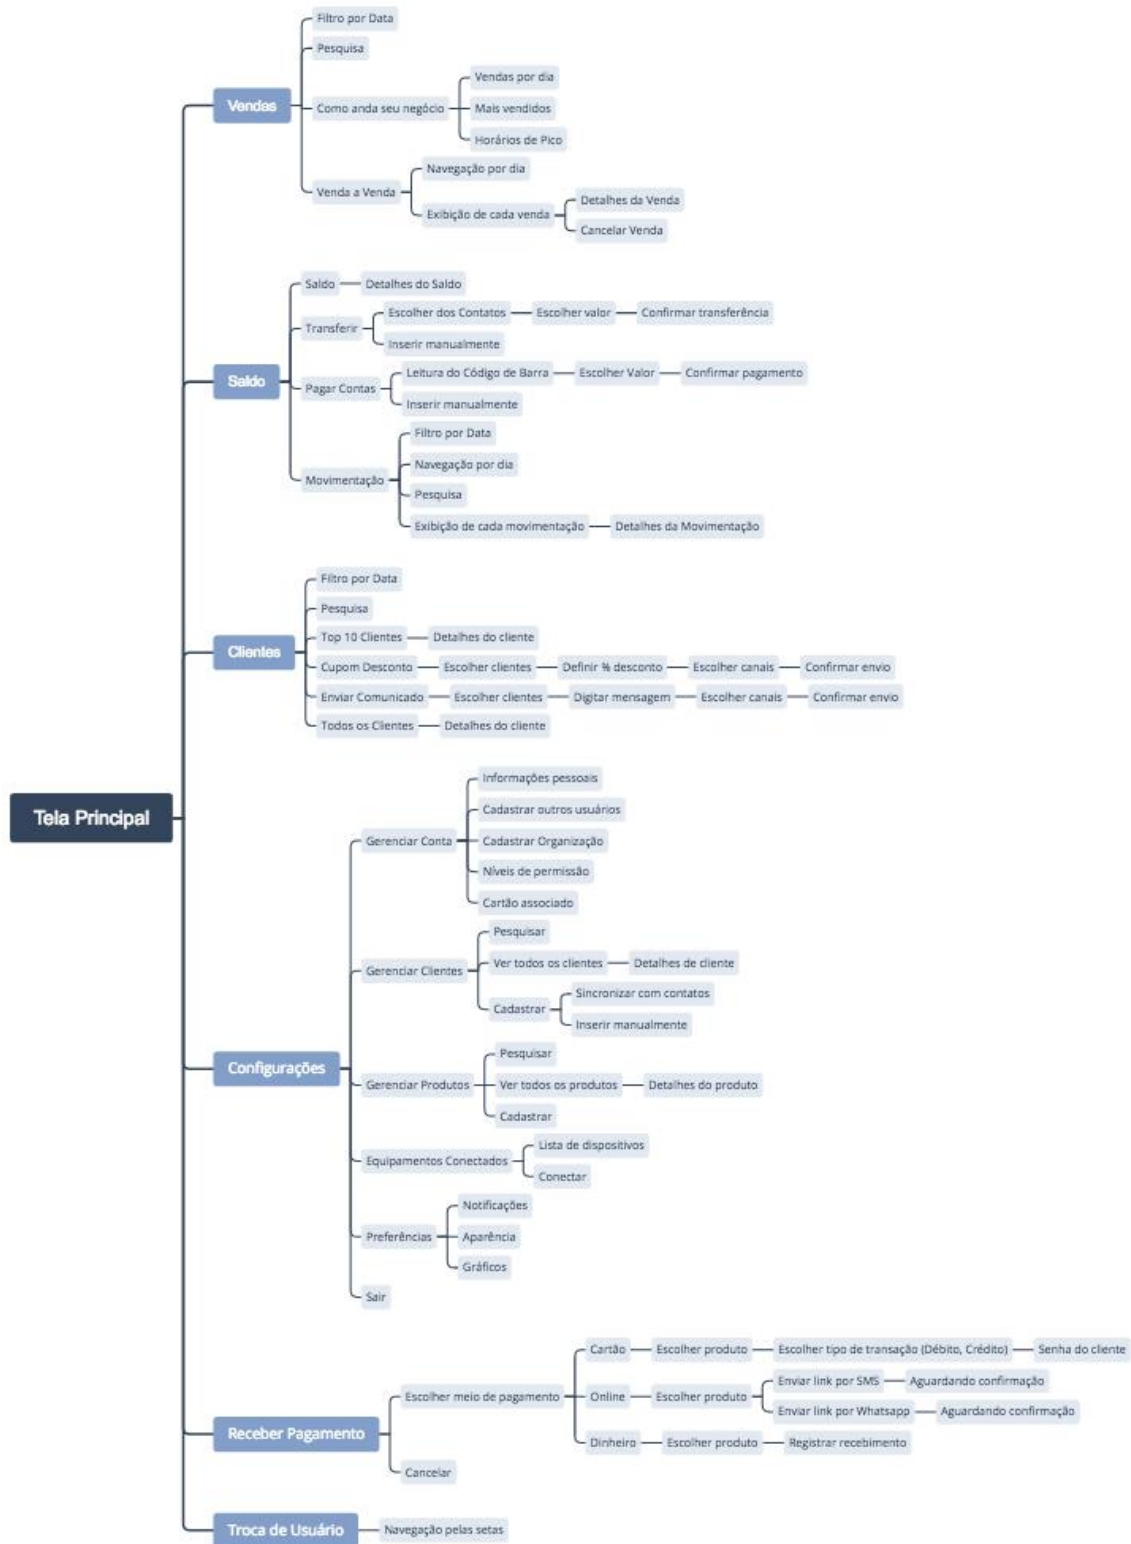 Tela Principal
Vendas
Filtro por Data
Pesquisa
Como anda seu negócio
Vendas por dia
Mais vendidos
Horários de Pico
Venda a Venda
Navegação por dia
Exibição de cada venda
Detalhes da Venda
Cancelar Venda
Saldo
Saldo
Detalhes do Saldo
Transferir
Escolher dos Contatos
Escolher valor
Confirmar transferência
Inserir manualmente
Pagar Contas
Leitura do Código de Barra
Escolher Valor
Confirmar pagamento
Inserir manualmente
Movimentação
Filtro por Data
Navegação por dia
Pesquisa
Exibição de cada movimentação
Detalhes da Movimentação
Clientes
Filtro por Data
Pesquisa
Top 10 Clientes
Detalhes do cliente
Cupom Desconto
Escolher clientes
Definir % desconto
Escolher canais
Confirmar envio
Enviar Comunicado
Escolher clientes
Digitar mensagem
Escolher canais
Confirmar envio
Todos os Clientes
Detalhes do cliente
Configurações
Gerenciar Conta
Informações pessoais
Cadastrar outros usuários
Cadastrar Organização
Níveis de permissão
Cartão associado
Gerenciar Clientes
Pesquisar
Ver todos os clientes
Detalhes de cliente
Cadastrar
Sincronizar com contatos
Inserir manualmente
Gerenciar Produtos
Pesquisar
Ver todos os produtos
Detalhes do produto
Cadastrar
Equipamentos Conectados
Lista de dispositivos
Conectar
Preferências
Notificações
Aparência
Gráficos
Sair
Receber Pagamento
Escolher meio de pagamento
Cartão
Escolher produto
Escolher tipo de transação (Débito, Crédito)
Senha do cliente
Online
Escolher produto
Enviar link por SMS
Aguardando confirmação
Enviar link por Whatsapp
Aguardando confirmação
Dinheiro
Escolher produto
Registrar recebimento
Cancelar
Troca de Usuário
Navegação pelas setas